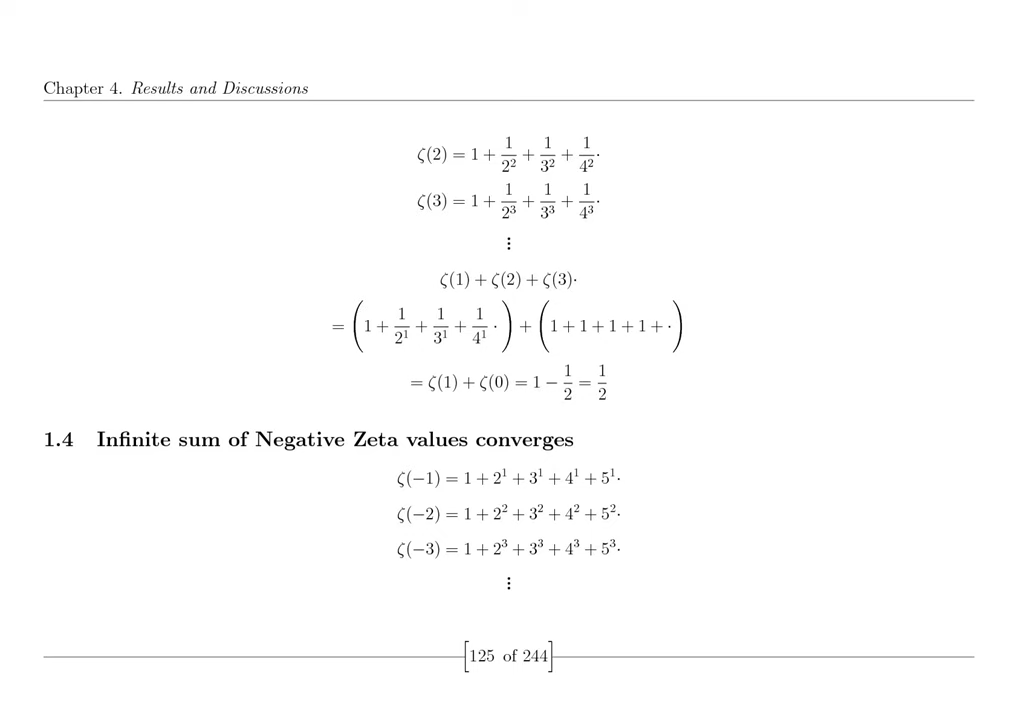 Chapter 4. Results and Discussions
ζ(2) = 1 + 1/2² + 1/3² + 1/4² ·
ζ(3) = 1 + 1/2³ + 1/3³ + 1/4³ ·
⋮
ζ(1) + ζ(2) + ζ(3)·
= (1 + 1/2¹ + 1/3¹ + 1/4¹ ·) + (1 + 1 + 1 + 1 + ·)
= ζ(1) + ζ(0) = 1 − 1/2 = 1/2
1.4 Infinite sum of Negative Zeta values converges
ζ(−1) = 1 + 2¹ + 3¹ + 4¹ + 5¹·
ζ(−2) = 1 + 2² + 3² + 4² + 5²·
ζ(−3) = 1 + 2³ + 3³ + 4³ + 5³·
⋮
[125 of 244]